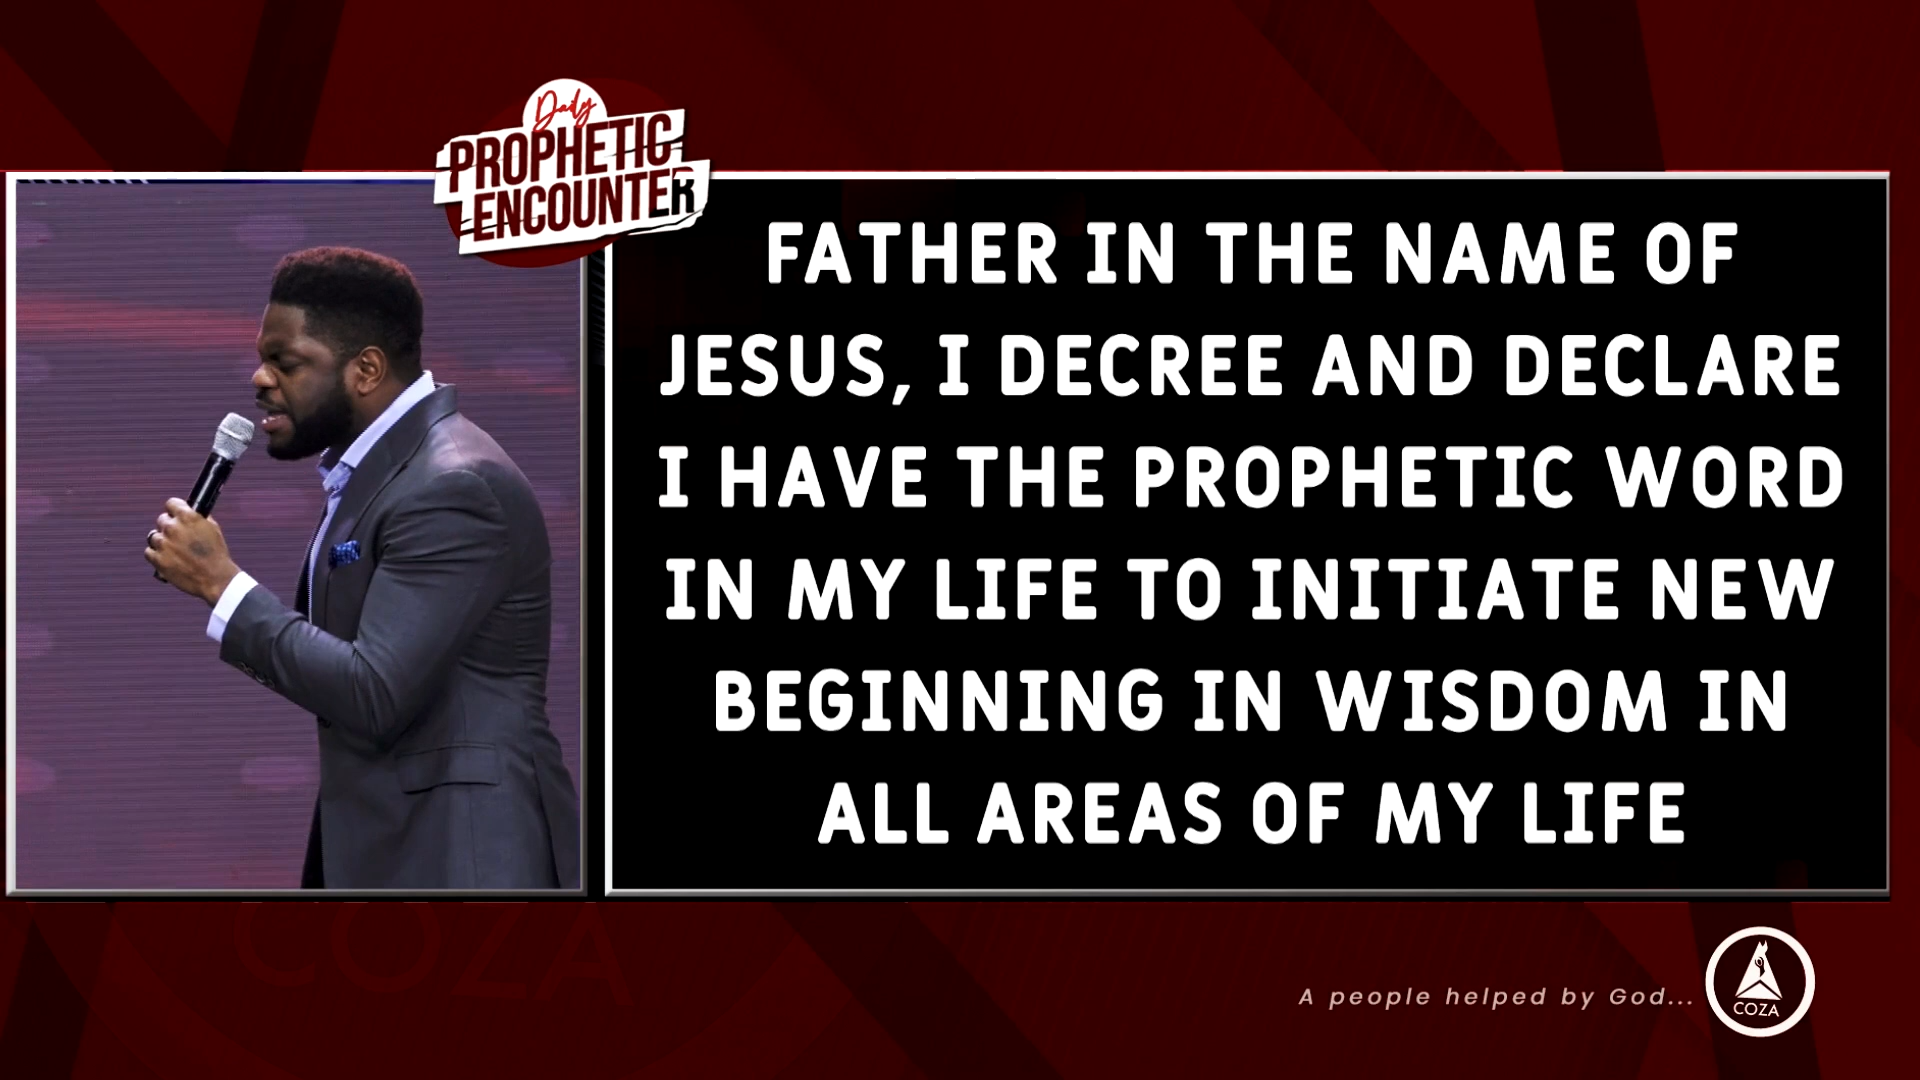 Daily
PROPHETIC
ENCOUNTER
FATHER IN THE NAME OF
JESUS, I DECREE AND DECLARE
I HAVE THE PROPHETIC WORD
IN MY LIFE TO INITIATE NEW
BEGINNING IN WISDOM IN
ALL AREAS OF MY LIFE
COZA
A people helped by God...
COZA